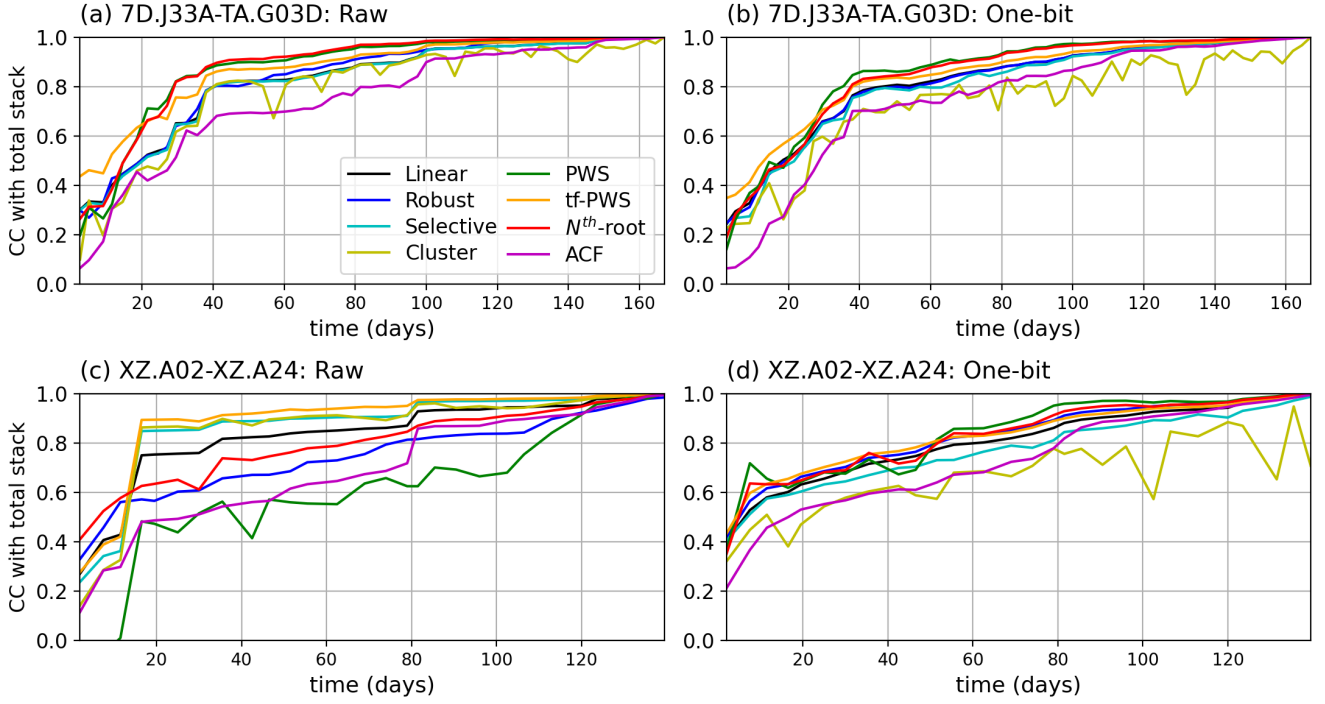 (a) 7D.J33A-TA.G03D: Raw
CC with total stack
1.0
0.8
0.6
0.4
0.2
0.0
20 40 60 80 100 120 140 160
time (days)
Linear
Robust
Selective
Cluster
PWS
tf-PWS
N^{th}-root
ACF
(b) 7D.J33A-TA.G03D: One-bit
1.0
0.8
0.6
0.4
0.2
0.0
20 40 60 80 100 120 140 160
time (days)
(c) XZ.A02-XZ.A24: Raw
CC with total stack
1.0
0.8
0.6
0.4
0.2
0.0
20 40 60 80 100 120
time (days)
(d) XZ.A02-XZ.A24: One-bit
1.0
0.8
0.6
0.4
0.2
0.0
20 40 60 80 100 120
time (days)